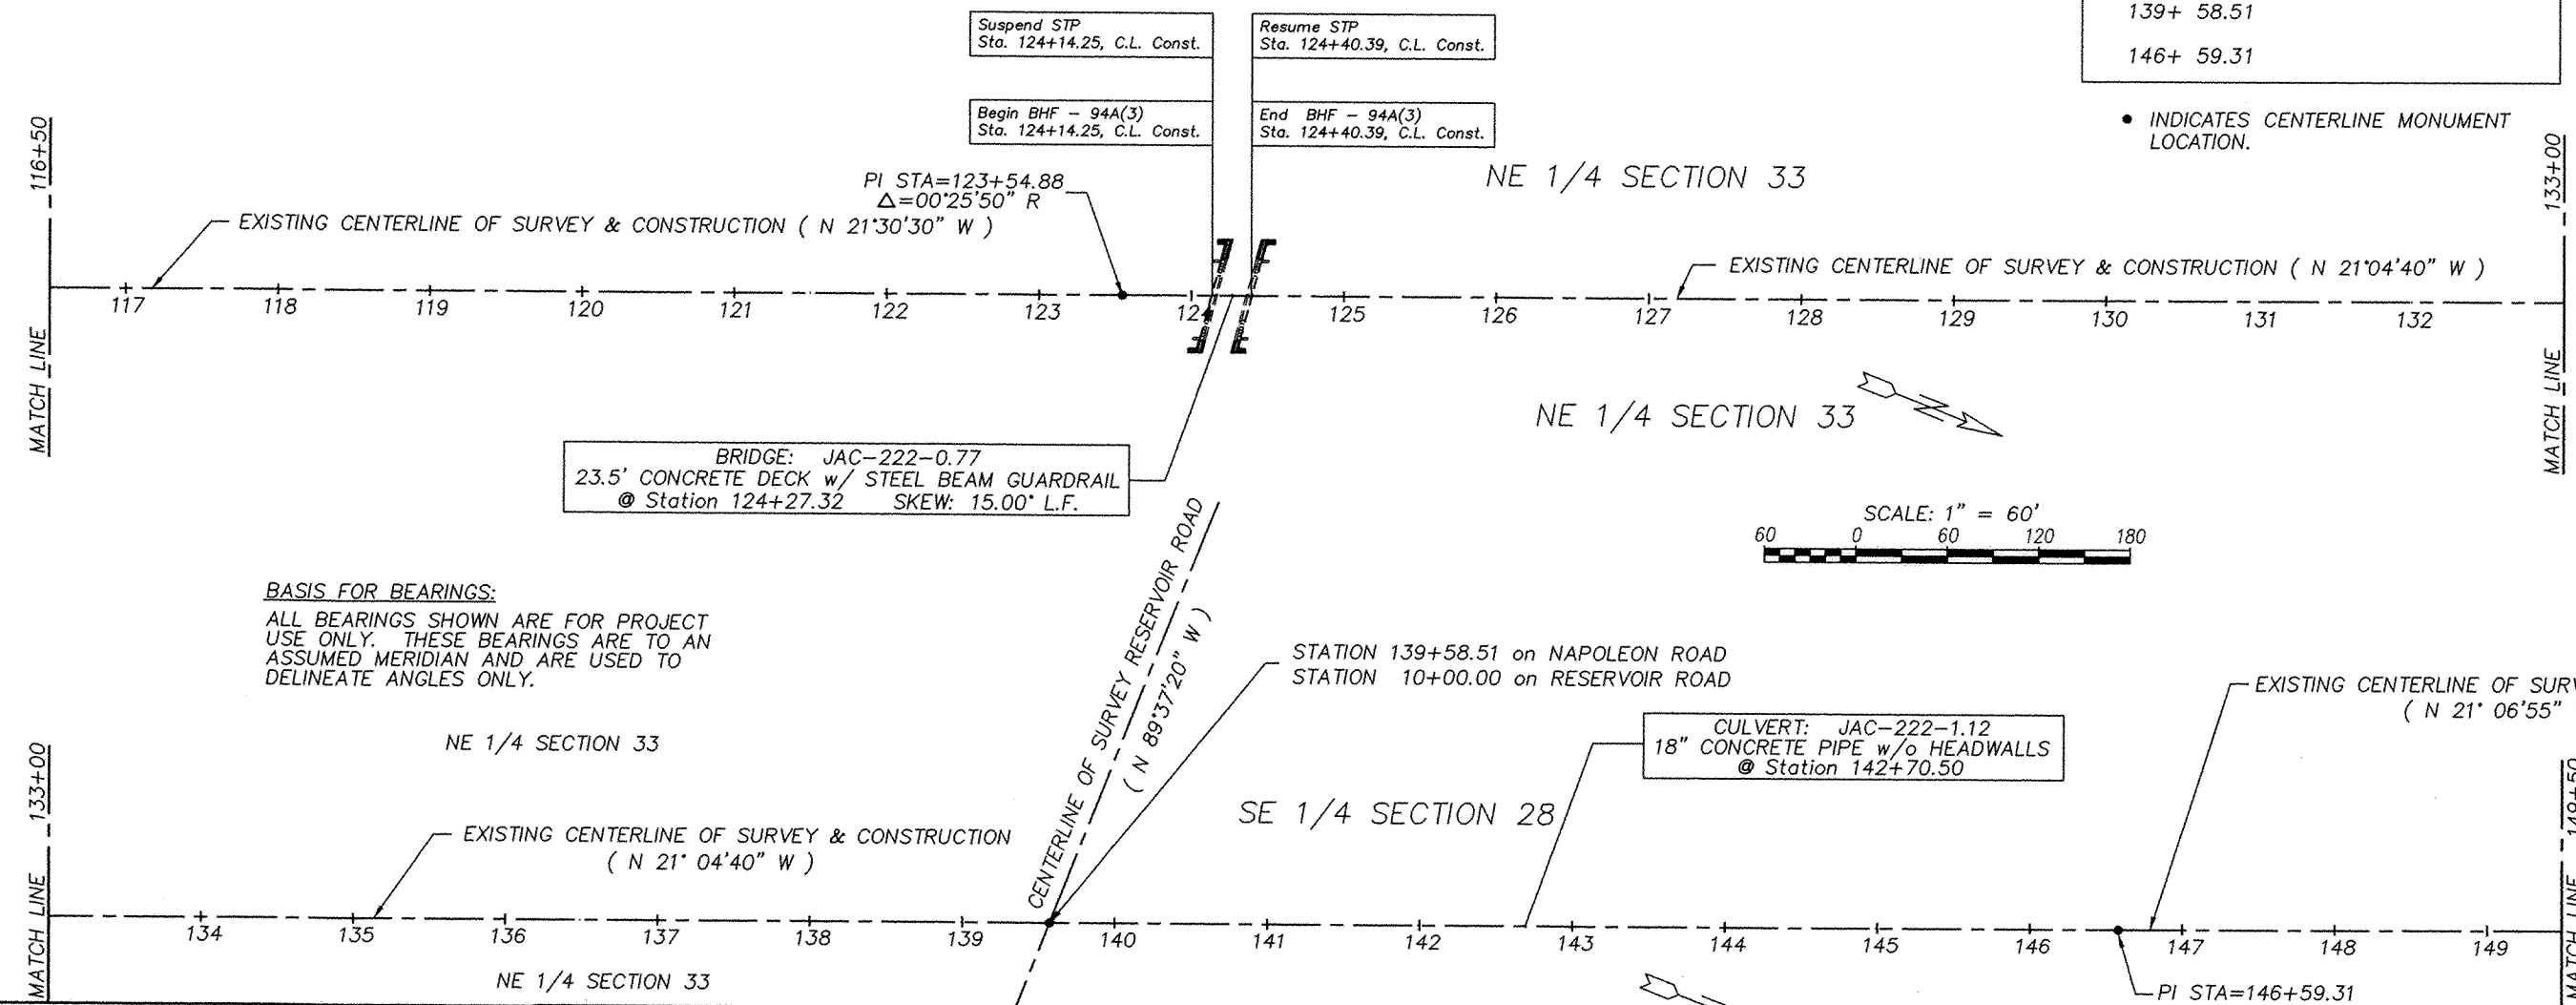 Suspend STP
Sta. 124+14.25, C.L. Const.
Resume STP
Sta. 124+40.39, C.L. Const.
139+ 58.51
146+ 59.31
Begin BHF - 94A(3)
Sta. 124+14.25, C.L. Const.
End BHF - 94A(3)
Sta. 124+40.39, C.L. Const.
● INDICATES CENTERLINE MONUMENT
LOCATION.
116+50
MATCH LINE
PI STA=123+54.88
Δ=00°25'50" R
EXISTING CENTERLINE OF SURVEY & CONSTRUCTION ( N 21°30'30" W )
NE 1/4 SECTION 33
EXISTING CENTERLINE OF SURVEY & CONSTRUCTION ( N 21°04'40" W )
133+00
MATCH LINE
117 118 119 120 121 122 123 124 125 126 127 128 129 130 131 132
NE 1/4 SECTION 33
BRIDGE: JAC-222-0.77
23.5' CONCRETE DECK w/ STEEL BEAM GUARDRAIL
@ Station 124+27.32 SKEW: 15.00° L.F.
SCALE: 1" = 60'
60 0 60 120 180
BASIS FOR BEARINGS:
ALL BEARINGS SHOWN ARE FOR PROJECT
USE ONLY. THESE BEARINGS ARE TO AN
ASSUMED MERIDIAN AND ARE USED TO
DELINEATE ANGLES ONLY.
CENTERLINE OF SURVEY RESERVOIR ROAD
( N 89°37'20" W )
STATION 139+58.51 on NAPOLEON ROAD
STATION 10+00.00 on RESERVOIR ROAD
EXISTING CENTERLINE OF SURV
( N 21° 06'55"
NE 1/4 SECTION 33
CULVERT: JAC-222-1.12
18" CONCRETE PIPE w/o HEADWALLS
@ Station 142+70.50
SE 1/4 SECTION 28
133+00
MATCH LINE
EXISTING CENTERLINE OF SURVEY & CONSTRUCTION
( N 21° 04'40" W )
149+50
MATCH LINE
134 135 136 137 138 139 140 141 142 143 144 145 146 147 148 149
NE 1/4 SECTION 33
PI STA=146+59.31